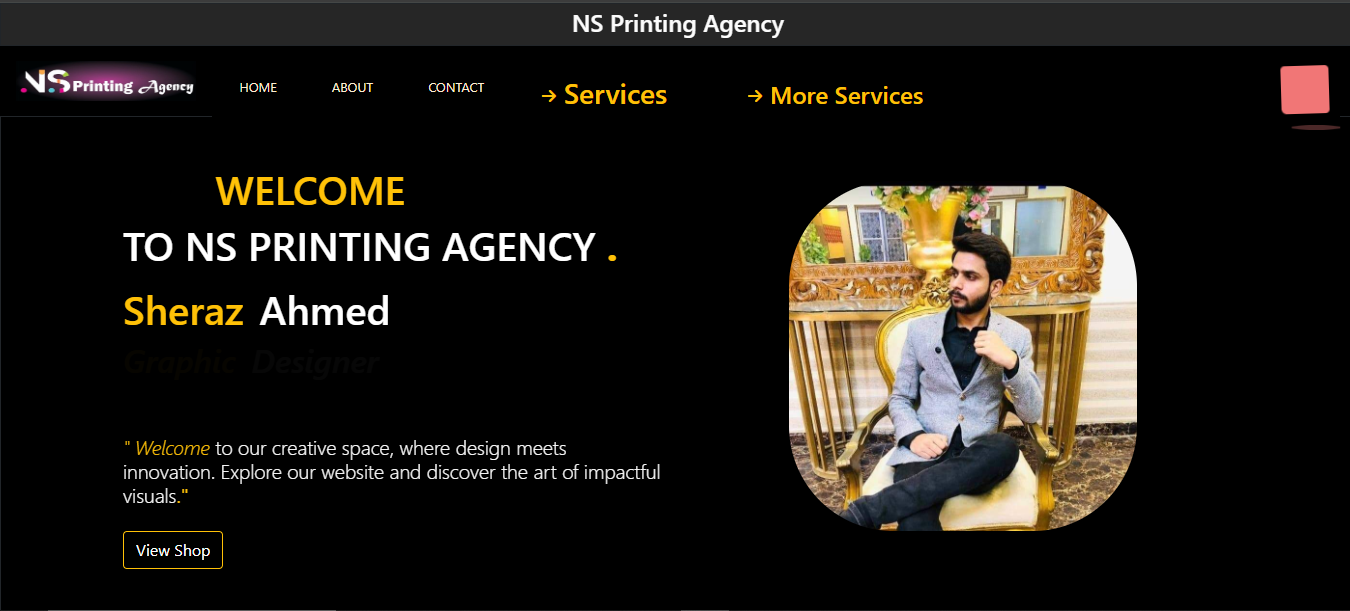 NS Printing Agency
NS Printing Agency
HOME
ABOUT
CONTACT
→ Services
→ More Services
WELCOME
TO NS PRINTING AGENCY .
Sheraz Ahmed
Graphic Designer
" Welcome to our creative space, where design meets
innovation. Explore our website and discover the art of impactful
visuals."
View Shop